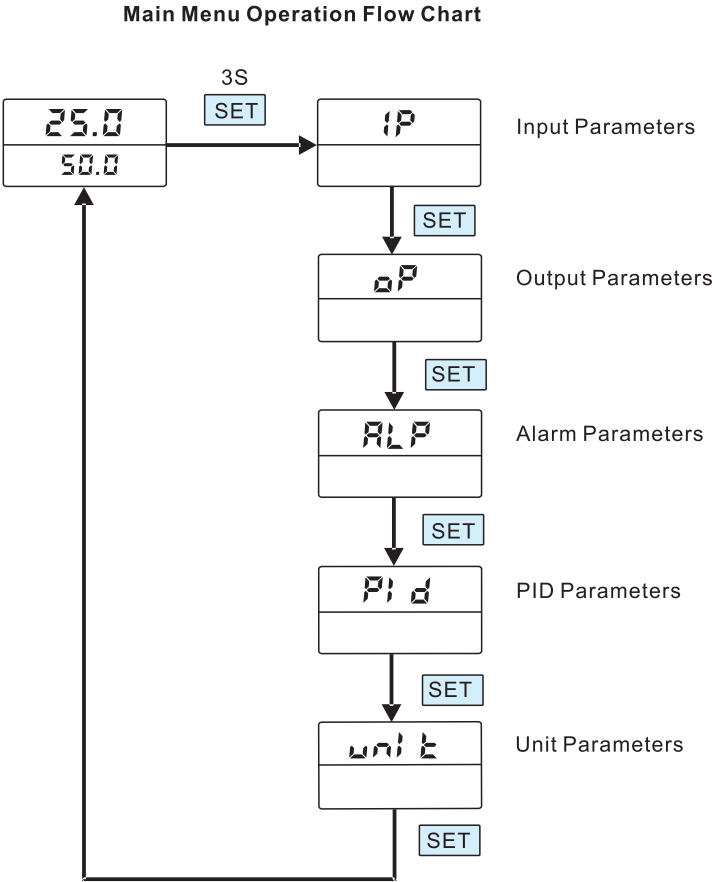 Main Menu Operation Flow Chart
3S
SET
25.0
50.0
IP
Input Parameters
SET
oP
Output Parameters
SET
ALP
Alarm Parameters
SET
PId
PID Parameters
SET
unit
Unit Parameters
SET